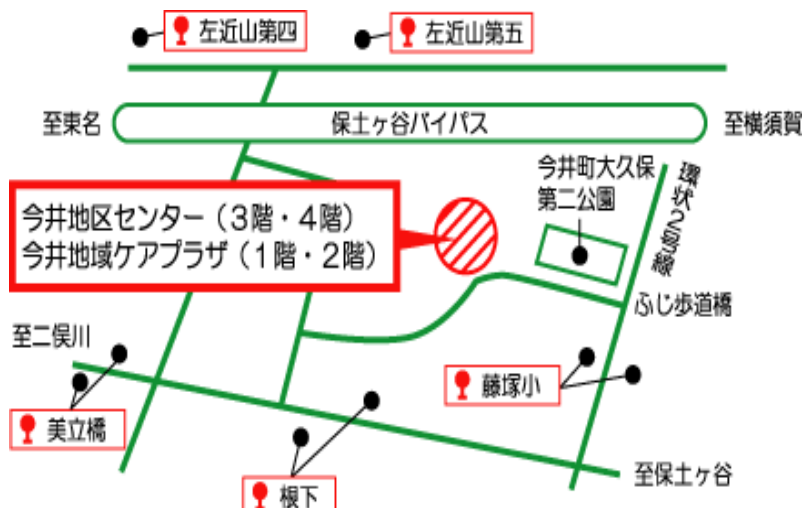 左近山第四
左近山第五
至東名
保土ヶ谷バイパス
至横須賀
今井町大久保
第二公園
環状2号線
今井地区センター（3階・4階）
今井地域ケアプラザ（1階・2階）
ふじ歩道橋
至二俣川
藤塚小
美立橋
至保土ヶ谷
根下